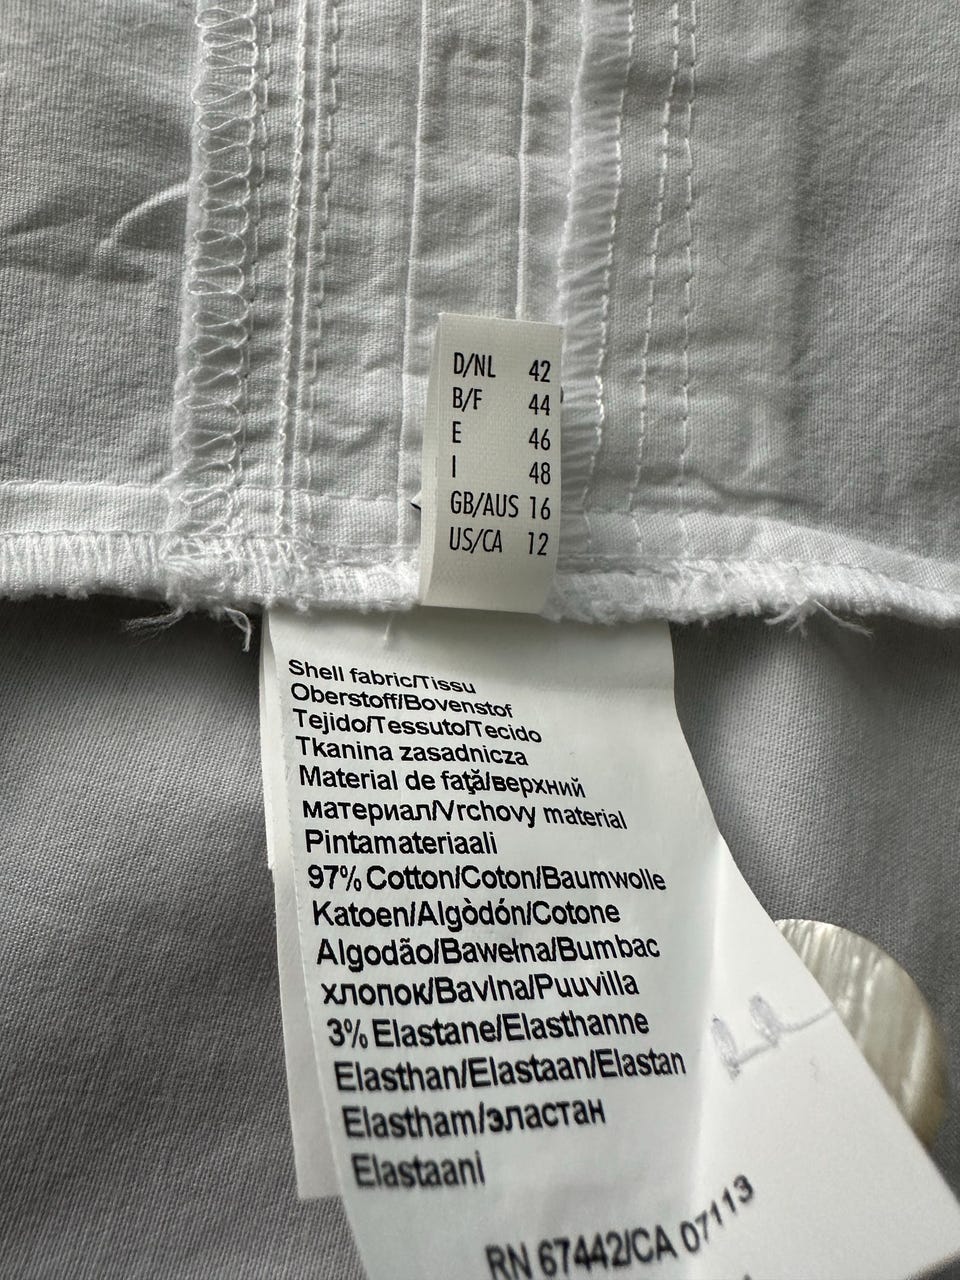 D/NL 42
B/F 44
E 46
I 48
GB/AUS 16
US/CA 12
Shell fabric/Tissu
Oberstoff/Bovenstof
Tejido/Tessuto/Tecido
Tkanina zasadnicza
Material de faţă/верхний
материал/Vrchovy material
Pintamateriaali
97% Cotton/Coton/Baumwolle
Katoen/Algòdón/Cotone
Algodão/Bawełna/Bumbac
хлопок/Bavlna/Puuvilla
3% Elastane/Elasthanne
Elasthan/Elastaan/Elastan
Elastham/эластан
Elastaani
RN 67442/CA 07113